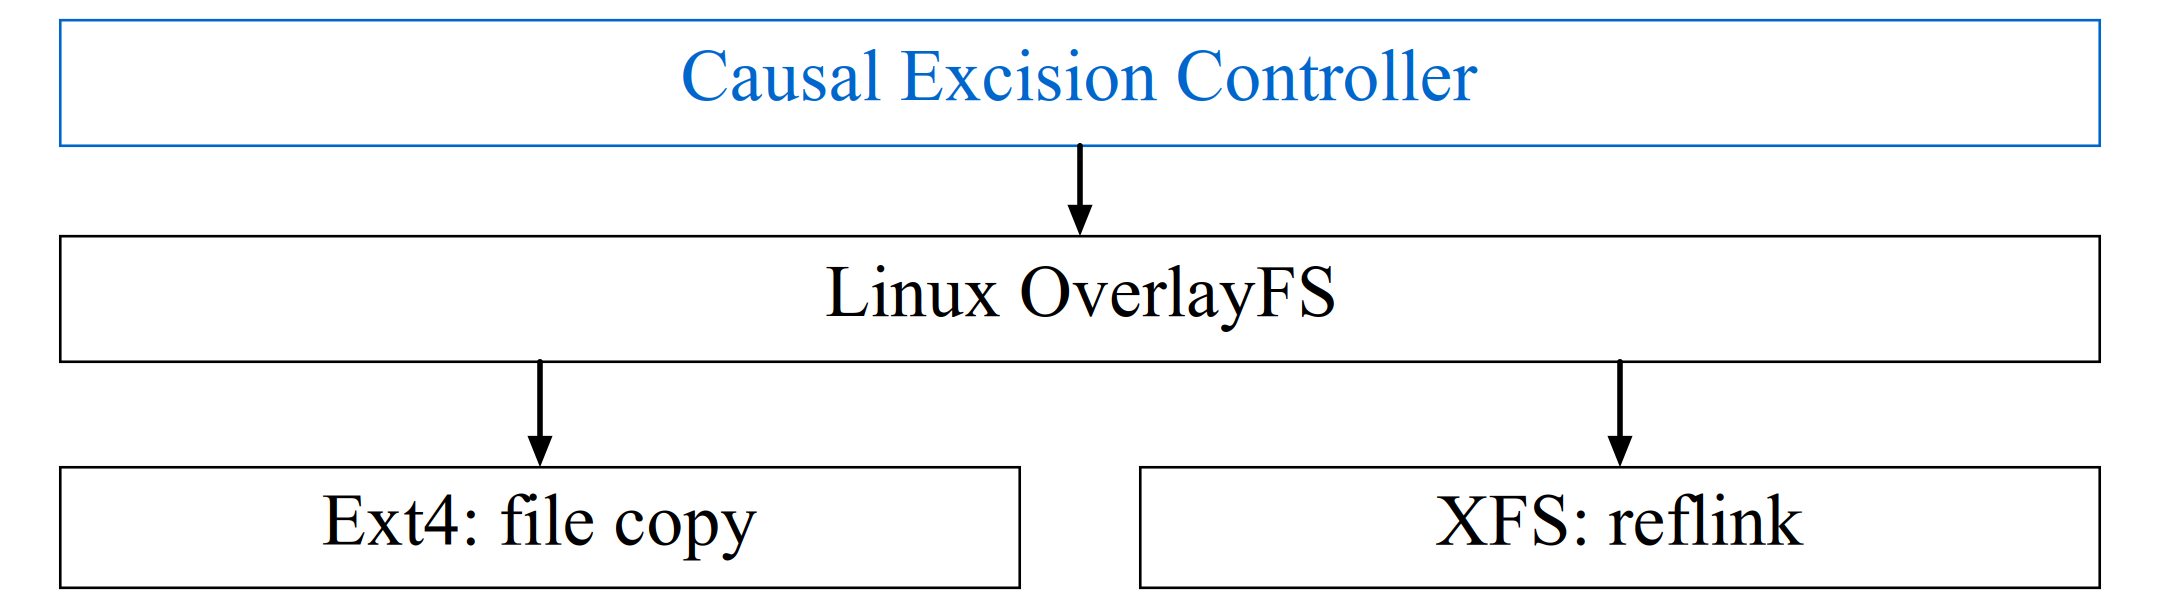 Causal Excision Controller
Linux OverlayFS
Ext4: file copy
XFS: reflink